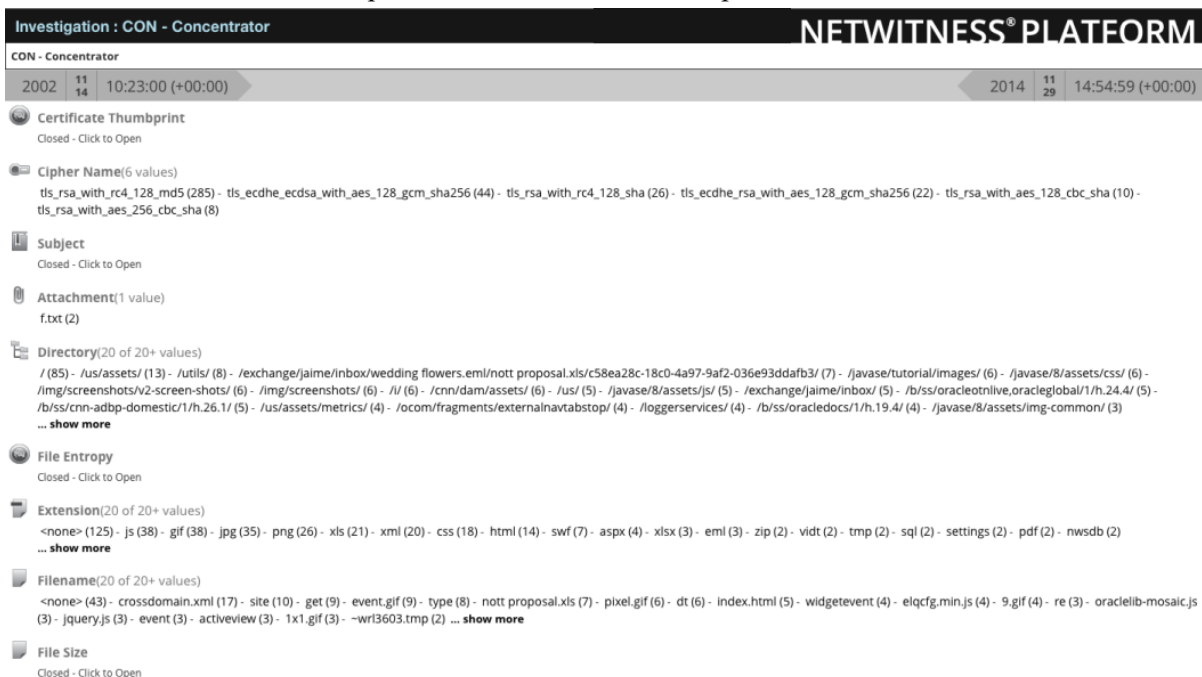 Investigation : CON - Concentrator
NETWITNESS® PLATFORM
CON - Concentrator
2002 11 14 10:23:00 (+00:00)
2014 11 29 14:54:59 (+00:00)
Certificate Thumbprint
Closed - Click to Open
Cipher Name(6 values)
tls_rsa_with_rc4_128_md5 (285) - tls_ecdhe_ecdsa_with_aes_128_gcm_sha256 (44) - tls_rsa_with_rc4_128_sha (26) - tls_ecdhe_rsa_with_aes_128_gcm_sha256 (22) - tls_rsa_with_aes_128_cbc_sha (10) -
tls_rsa_with_aes_256_cbc_sha (8)
Subject
Closed - Click to Open
Attachment(1 value)
f.txt (2)
Directory(20 of 20+ values)
/ (85) - /us/assets/ (13) - /utils/ (8) - /exchange/jaime/inbox/wedding flowers.eml/nott proposal.xls/c58ea28c-18c0-4a97-9af2-036e93ddafb3/ (7) - /javase/tutorial/images/ (6) - /javase/8/assets/css/ (6) -
/img/screenshots/v2-screen-shots/ (6) - /img/screenshots/ (6) - /i/ (6) - /cnn/dam/assets/ (6) - /us/ (5) - /javase/8/assets/js/ (5) - /exchange/jaime/inbox/ (5) - /b/ss/oracleotnlive,oracleglobal/1/h.24.4/ (5) -
/b/ss/cnn-adbp-domestic/1/h.26.1/ (5) - /us/assets/metrics/ (4) - /ocom/fragments/externalnavtabstop/ (4) - /loggerservices/ (4) - /b/ss/oracledocs/1/h.19.4/ (4) - /javase/8/assets/img-common/ (3)
... show more
File Entropy
Closed - Click to Open
Extension(20 of 20+ values)
<none> (125) - js (38) - gif (38) - jpg (35) - png (26) - xls (21) - xml (20) - css (18) - html (14) - swf (7) - aspx (4) - xlsx (3) - eml (3) - zip (2) - vidt (2) - tmp (2) - sql (2) - settings (2) - pdf (2) - nwsdb (2)
... show more
Filename(20 of 20+ values)
<none> (43) - crossdomain.xml (17) - site (10) - get (9) - event.gif (9) - type (8) - nott proposal.xls (7) - pixel.gif (6) - dt (6) - index.html (5) - widgetevent (4) - elqcfg.min.js (4) - 9.gif (4) - re (3) - oraclelib-mosaic.js
(3) - jquery.js (3) - event (3) - activeview (3) - 1x1.gif (3) - ~wrl3603.tmp (2) ... show more
File Size
Closed - Click to Open